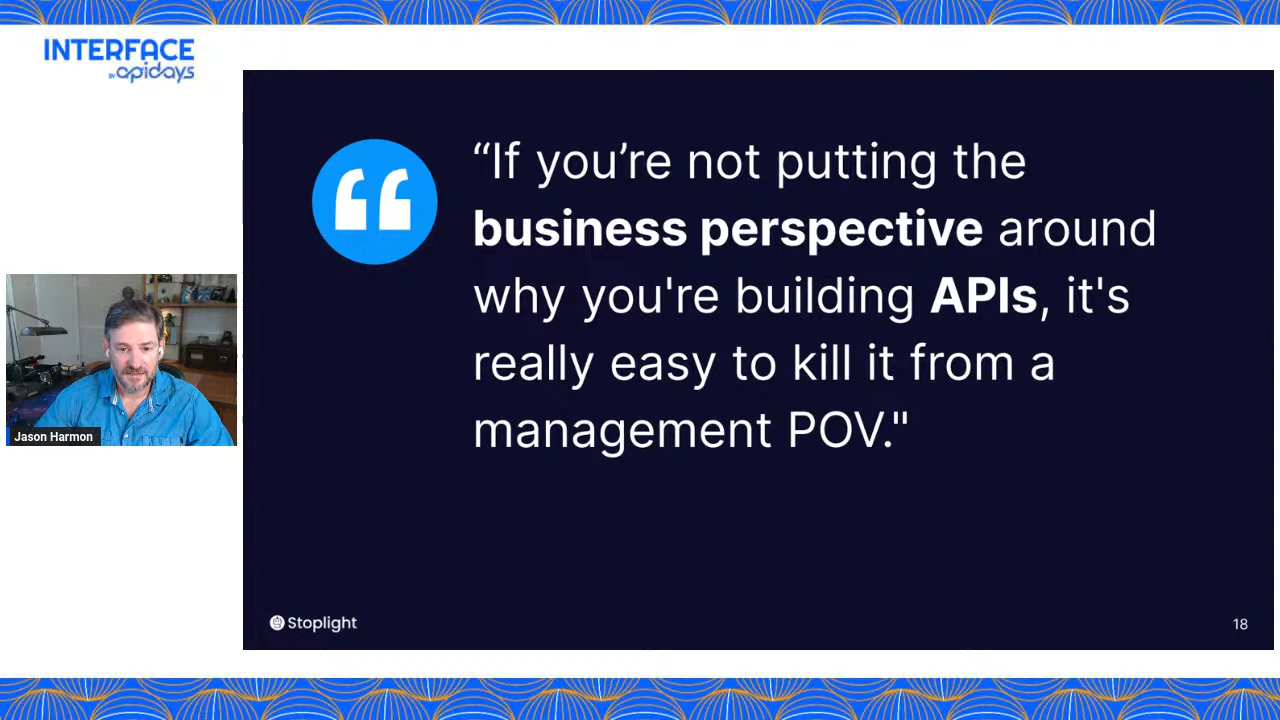 INTERFACE
BY apidays
“If you’re not putting the
business perspective around
why you're building APIs, it's
really easy to kill it from a
management POV."
Jason Harmon
Stoplight
18